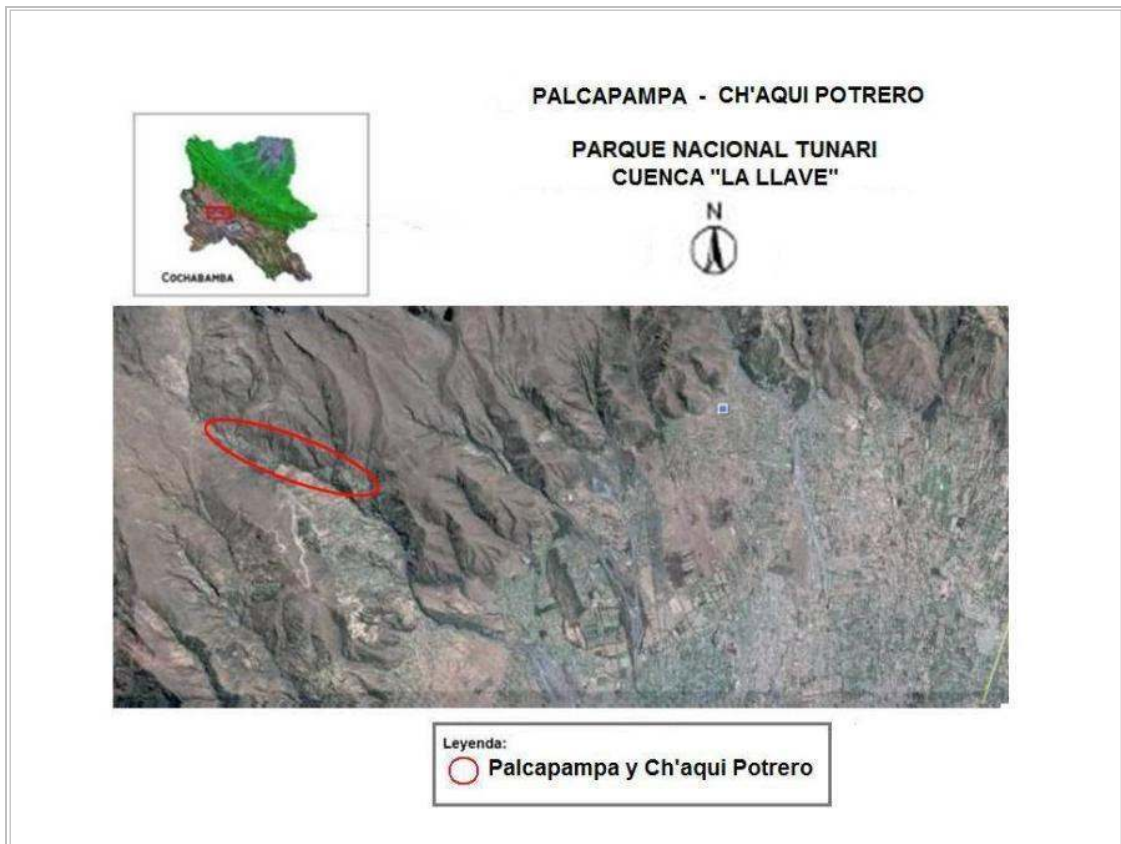 PALCAPAMPA - CH'AQUI POTRERO
PARQUE NACIONAL TUNARI
CUENCA "LA LLAVE"
N
COCHABAMBA
Leyenda:
Palcapampa y Ch'aqui Potrero